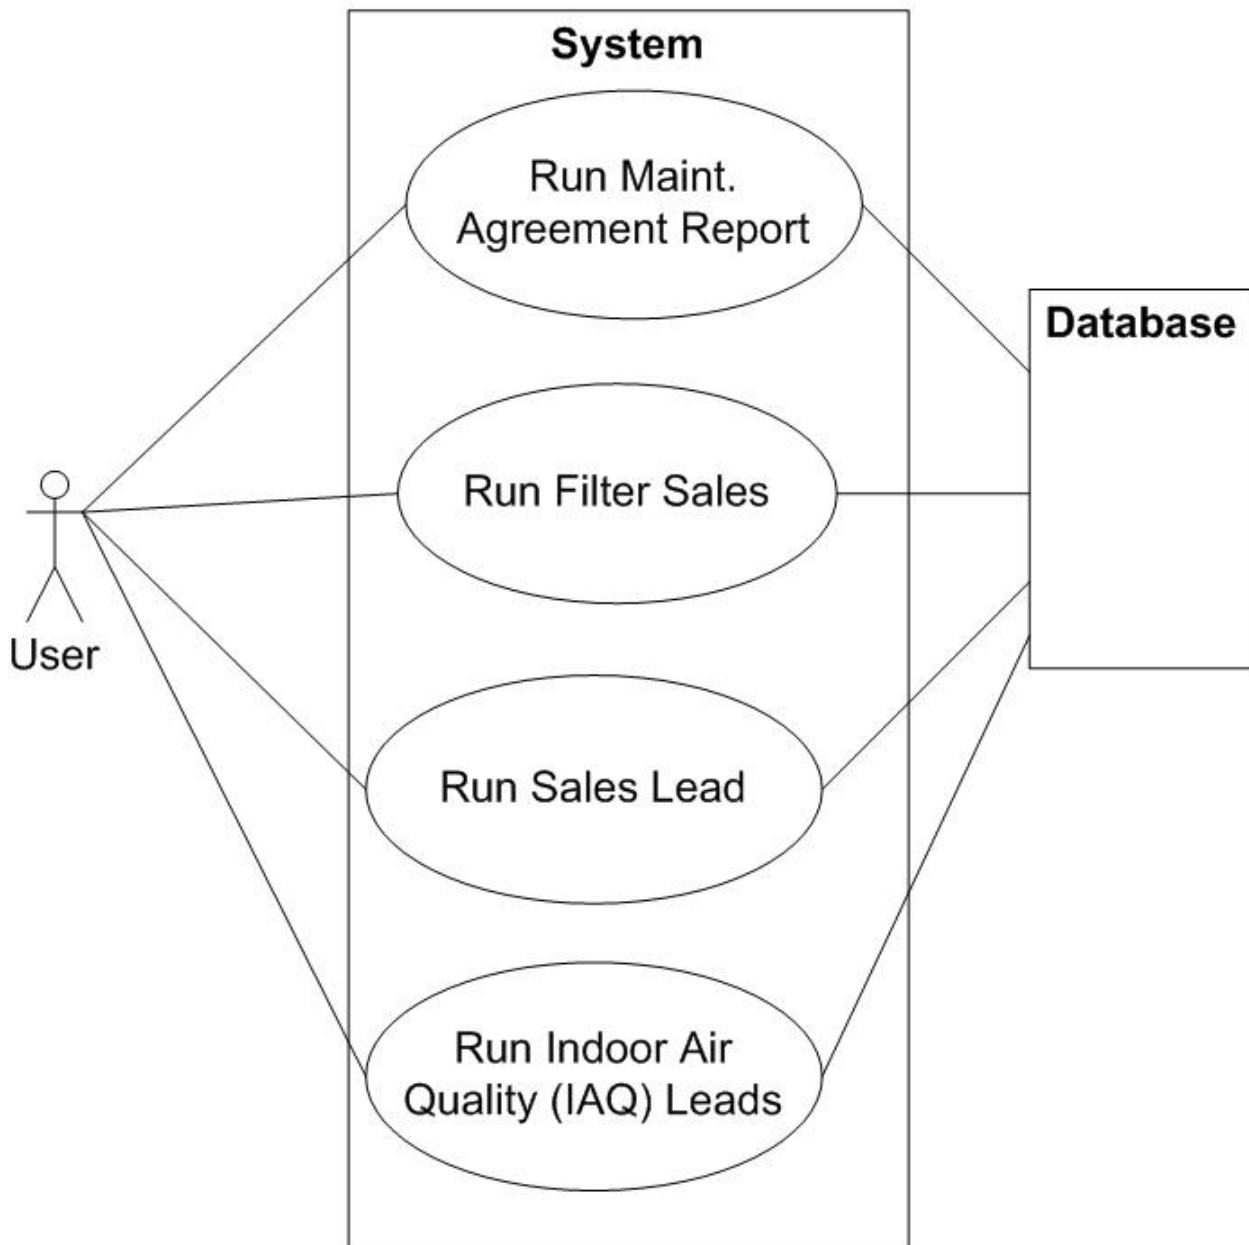 System
Run Maint.
Agreement Report
Database
Run Filter Sales
User
Run Sales Lead
Run Indoor Air
Quality (IAQ) Leads